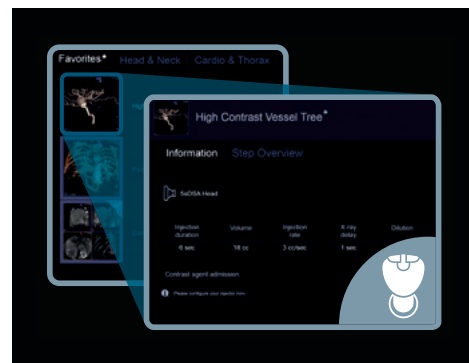 Favorites* Head & Neck Cardio & Thorax
High Contrast Vessel Tree*
Information Step Overview
5sDSA Head
Injection duration Volume Injection rate X-ray delay Dilution
6 sec 18 cc 3 cc/sec 1 sec
Contrast agent admission
Please configure your injector now